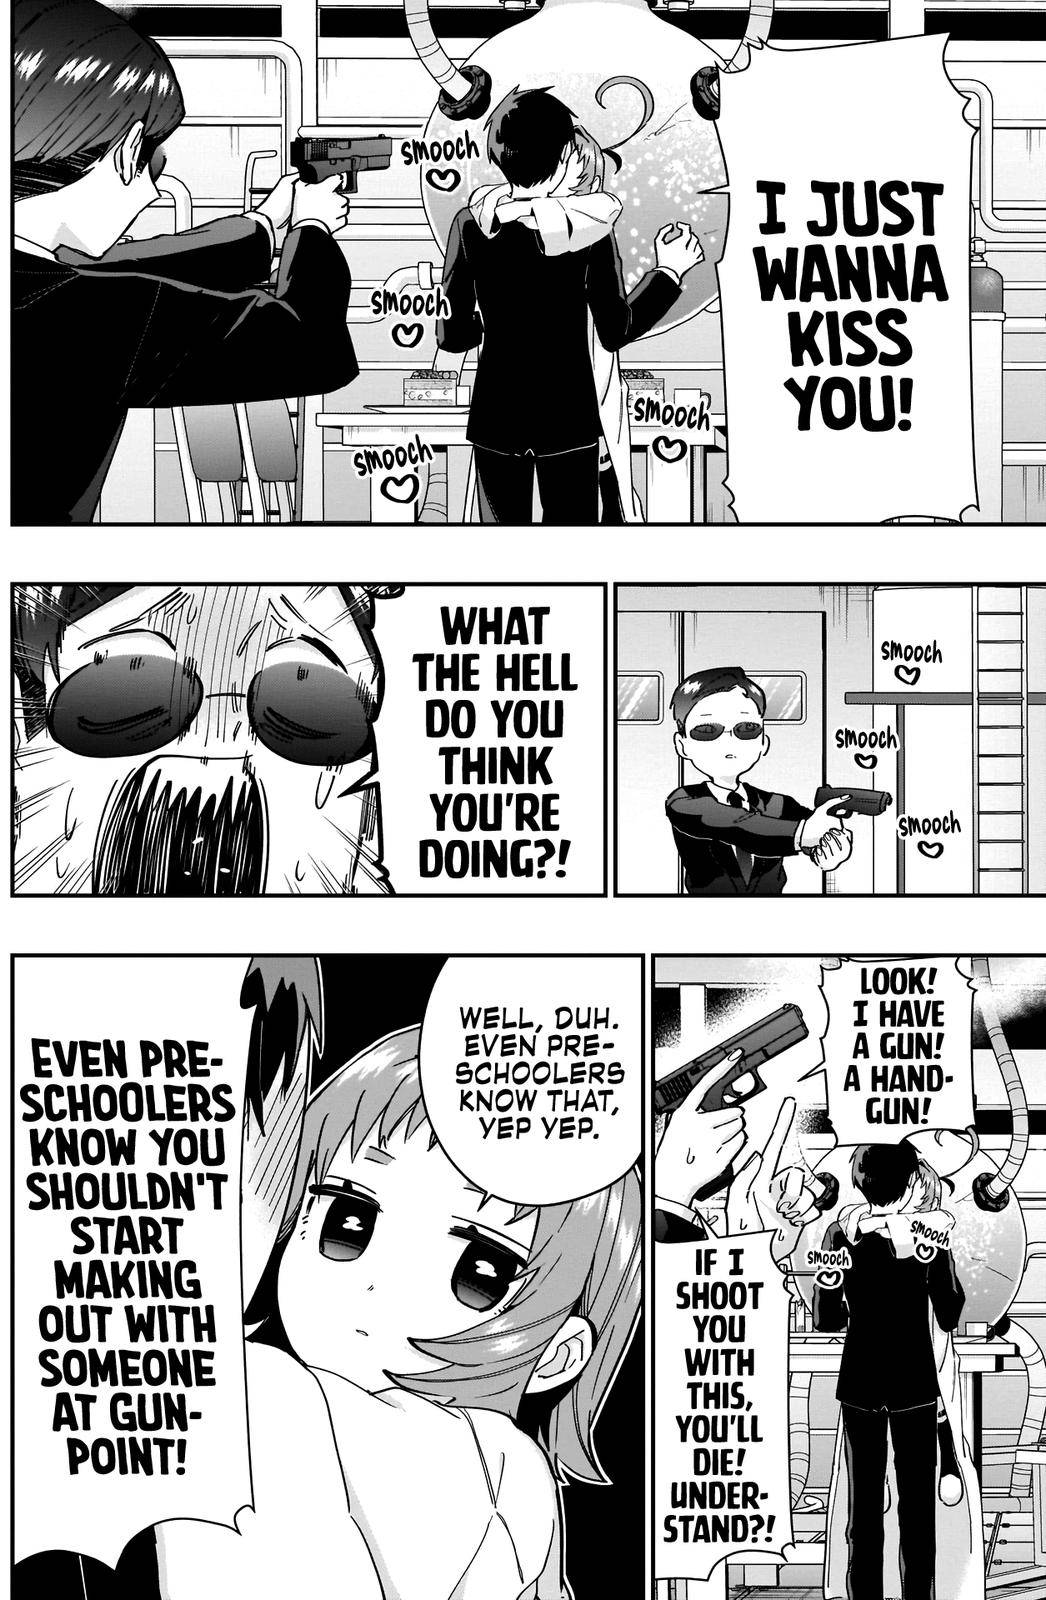 I JUST
WANNA
KISS
YOU!
smooch
smooch
smooch
smooch
smooch
smooch
smooch
WHAT
THE HELL
DO YOU
THINK
YOU'RE
DOING?!
LOOK!
I HAVE
A GUN!
A HAND-
GUN!
smooch
smooch
IF I
SHOOT
YOU
WITH
THIS,
YOU'LL
DIE!
UNDER-
STAND?!
WELL, DUH.
EVEN PRE-
SCHOOLERS
KNOW THAT,
YEP YEP.
EVEN PRE-
SCHOOLERS
KNOW YOU
SHOULDN'T
START
MAKING
OUT WITH
SOMEONE
AT GUN-
POINT!